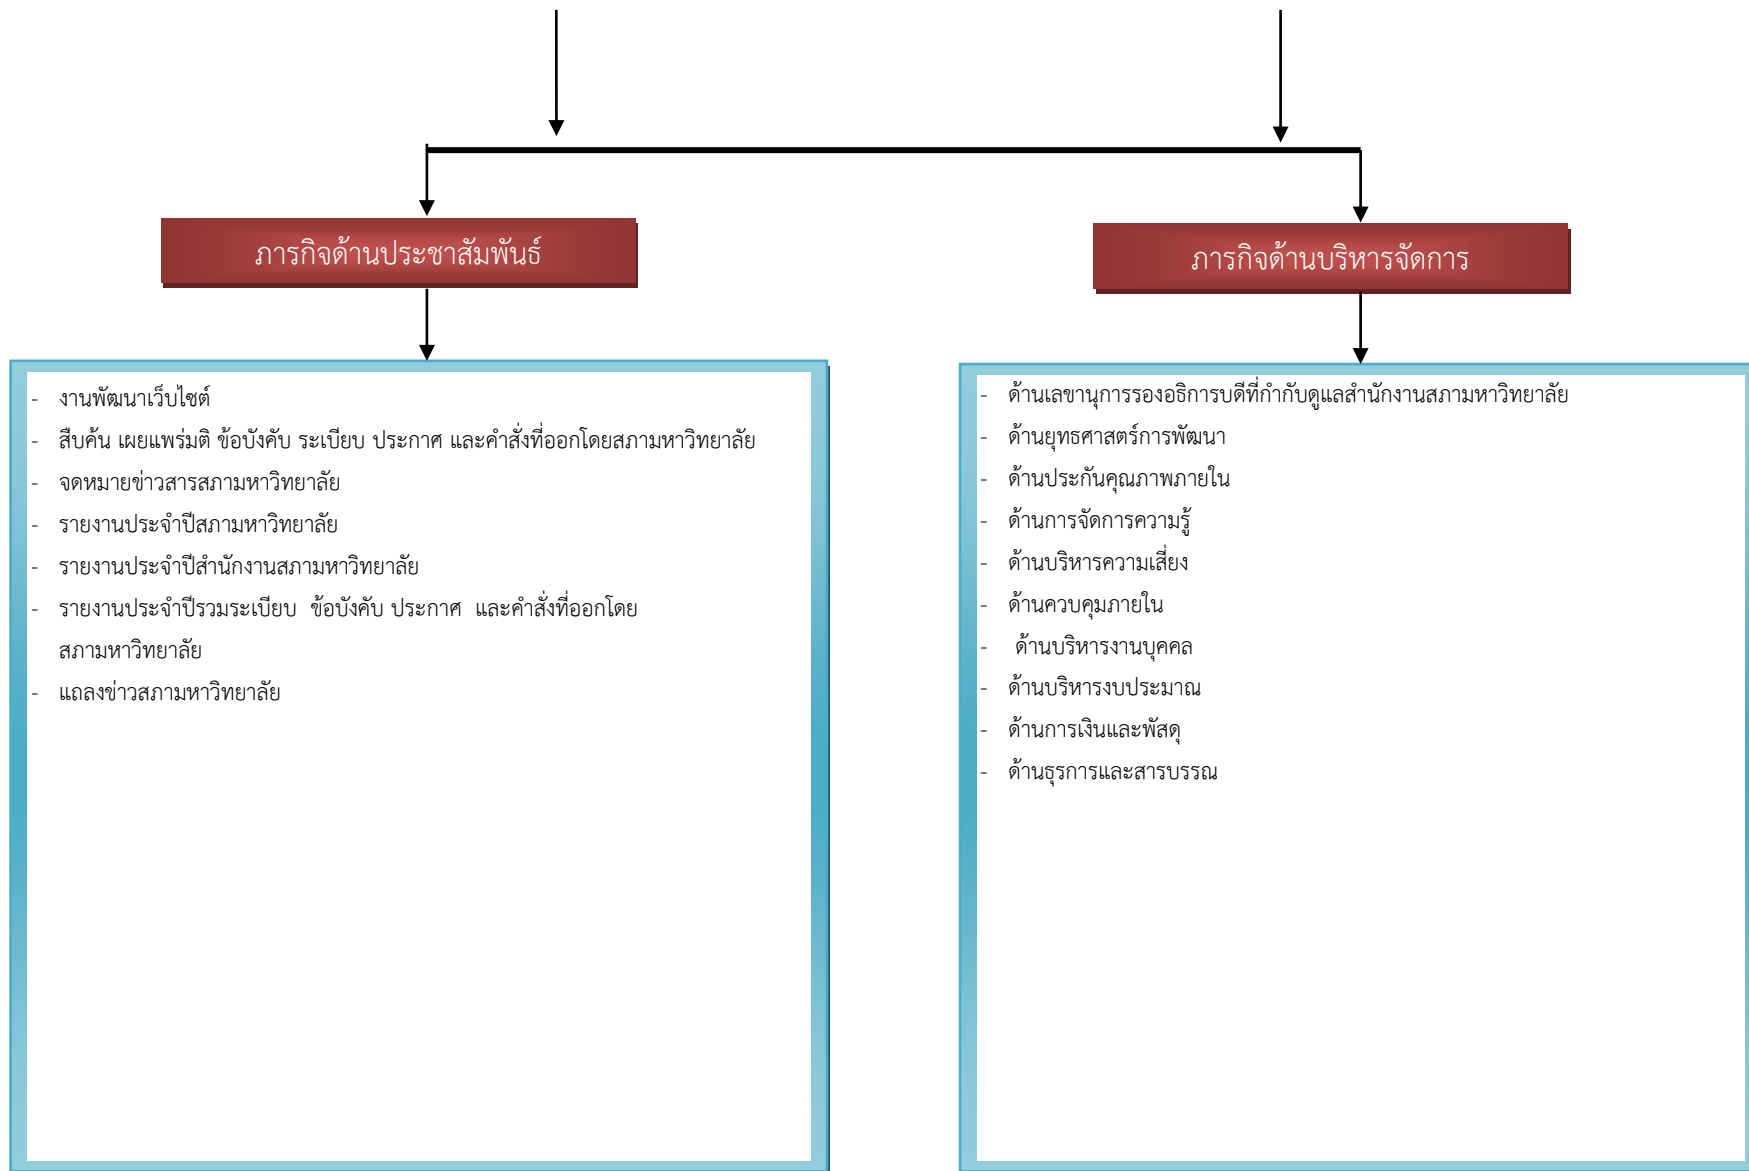 ภารกิจด้านประชาสัมพันธ์
- งานพัฒนาเว็บไซต์
- สืบค้น เผยแพร่มติ ข้อบังคับ ระเบียบ ประกาศ และคำสั่งที่ออกโดยสภามหาวิทยาลัย
- จดหมายข่าวสารสภามหาวิทยาลัย
- รายงานประจำปีสภามหาวิทยาลัย
- รายงานประจำปีสำนักงานสภามหาวิทยาลัย
- รายงานประจำปีรวมระเบียบ ข้อบังคับ ประกาศ และคำสั่งที่ออกโดย
สภามหาวิทยาลัย
- แถลงข่าวสภามหาวิทยาลัย
ภารกิจด้านบริหารจัดการ
- ด้านเลขานุการรองอธิการบดีที่กำกับดูแลสำนักงานสภามหาวิทยาลัย
- ด้านยุทธศาสตร์การพัฒนา
- ด้านประกันคุณภาพภายใน
- ด้านการจัดการความรู้
- ด้านบริหารความเสี่ยง
- ด้านควบคุมภายใน
- ด้านบริหารงานบุคคล
- ด้านบริหารงบประมาณ
- ด้านการเงินและพัสดุ
- ด้านธุรการและสารบรรณ